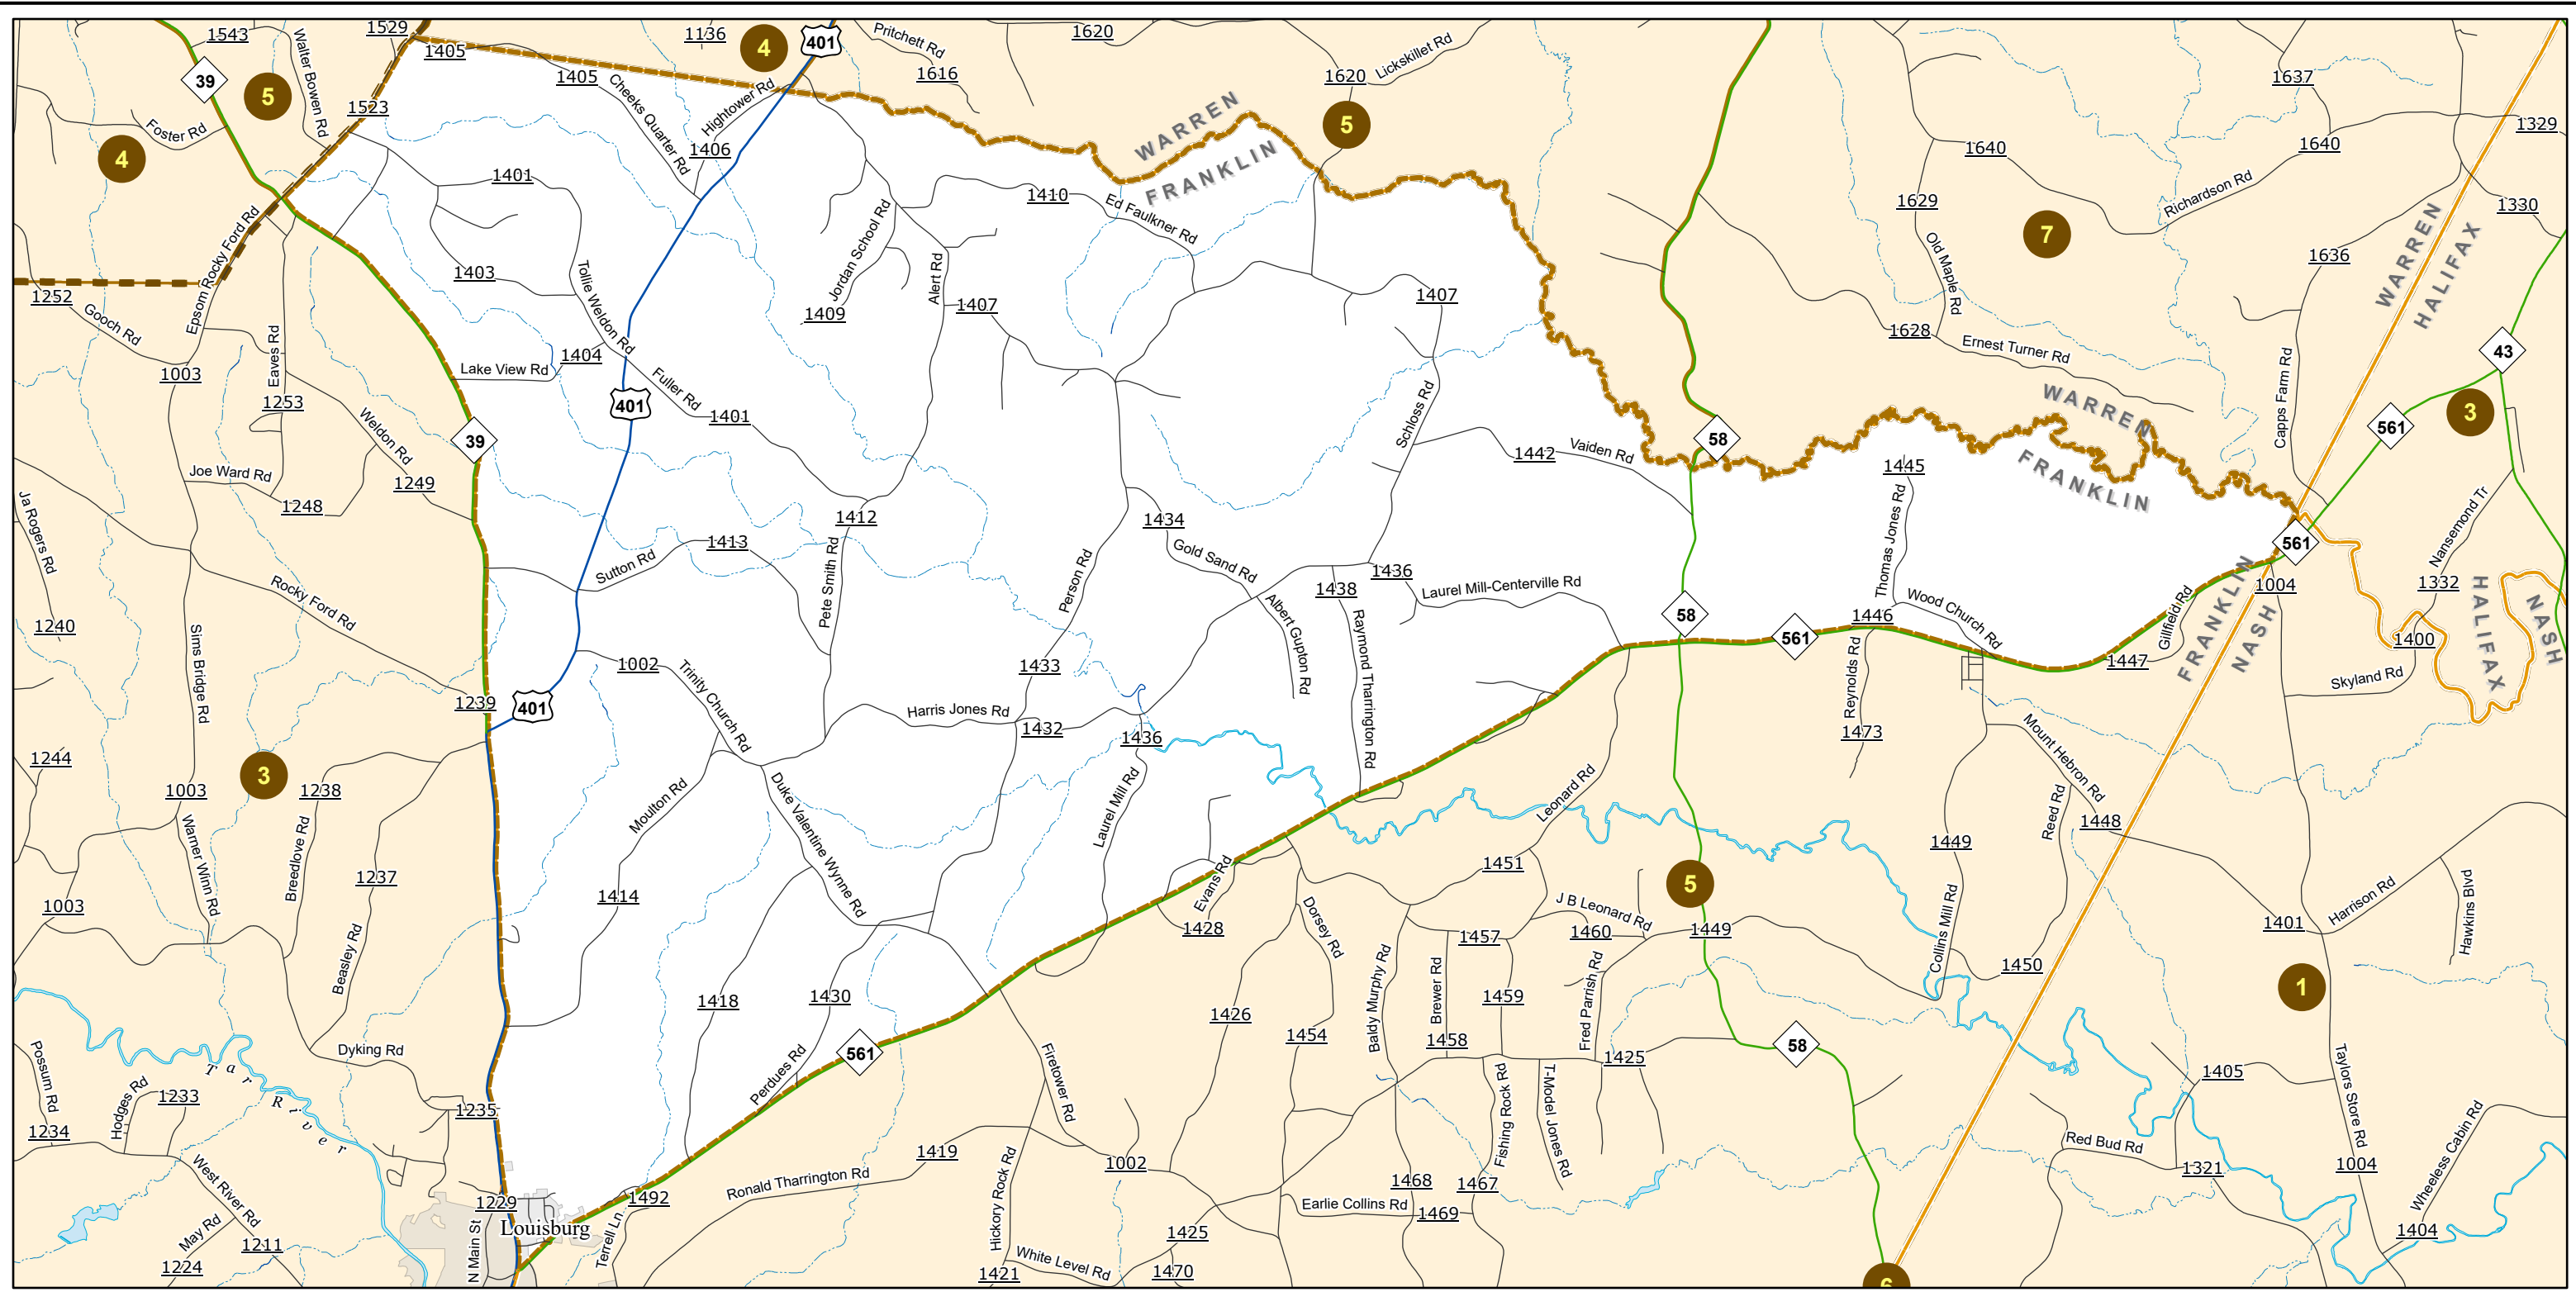 1543
Walter Bowen Rd
1529
1405
1136
4
401
Pritchett Rd
1616
1620
1620
Lickskillet Rd
1637
1329
39
5
1523
1405
Cheeks Quarter Rd
Hightower Rd
1406
WARREN
FRANKLIN
5
1640
1640
Foster Rd
4
1401
1410
Ed Faulkner Rd
1629
Richardson Rd
1330
Epsom Rocky Ford Rd
Jordan School Rd
Old Maple Rd
7
WARREN
HALIFAX
1636
1403
Tollie Weldon Rd
Alert Rd
1252
Gooch Rd
1409
1407
1407
1628
Ernest Turner Rd
43
Eaves Rd
1003
Lake View Rd
1404
Fuller Rd
1401
401
Schloss Rd
WARREN
FRANKLIN
Capps Farm Rd
561
3
1253
Weldon Rd
39
58
1442
Vaiden Rd
1445
Joe Ward Rd
1249
1248
Ja Rogers Rd
1412
1434
Gold Sand Rd
Thomas Jones Rd
Nansemond Tr
561
1413
Sutton Rd
Pete Smith Rd
Person Rd
1436
1438
Laurel Mill-Centerville Rd
1004
1332
HALIFAX
NASH
Rocky Ford Rd
1240
Albert Gupton Rd
Raymond Tharrington Rd
58
561
1446
Wood Church Rd
Gillfield Rd
1447
FRANKLIN
NASH
1400
Skyland Rd
Sims Bridge Rd
1002
Trinity Church Rd
1433
Reynolds Rd
1239
401
Harris Jones Rd
1432
1436
1473
Mount Hebron Rd
1244
3
1003
1238
Moulton Rd
Duke Valentine Wynne Rd
Laurel Mill Rd
Leonard Rd
Reed Rd
1448
Warner Winn Rd
Breedlove Rd
1237
1451
1449
1003
1414
Evans Rd
1428
Dorsey Rd
5
J B Leonard Rd
1457
1460
1449
Collins Mill Rd
1401
Harrison Rd
Hawkins Blvd
Beasley Rd
Baldy Murphy Rd
Brewer Rd
Fred Parrish Rd
1450
1
1418
1430
1426
1459
1454
1458
1425
Dyking Rd
561
Perdues Rd
Firetower Rd
Fishing Rock Rd
T-Model Jones Rd
58
1405
Taylors Store Rd
Possum Rd
Tar River
Hodges Rd
1233
1235
1234
1419
1002
Red Bud Rd
1321
1004
Wheeless Cabin Rd
West River Rd
1229
Louisburg
1492
Ronald Tharrington Rd
Hickory Rock Rd
1468
1467
Earlie Collins Rd
1469
May Rd
1211
1224
N Main St
Terrell Ln
1425
1404
White Level Rd
1421
1470
6